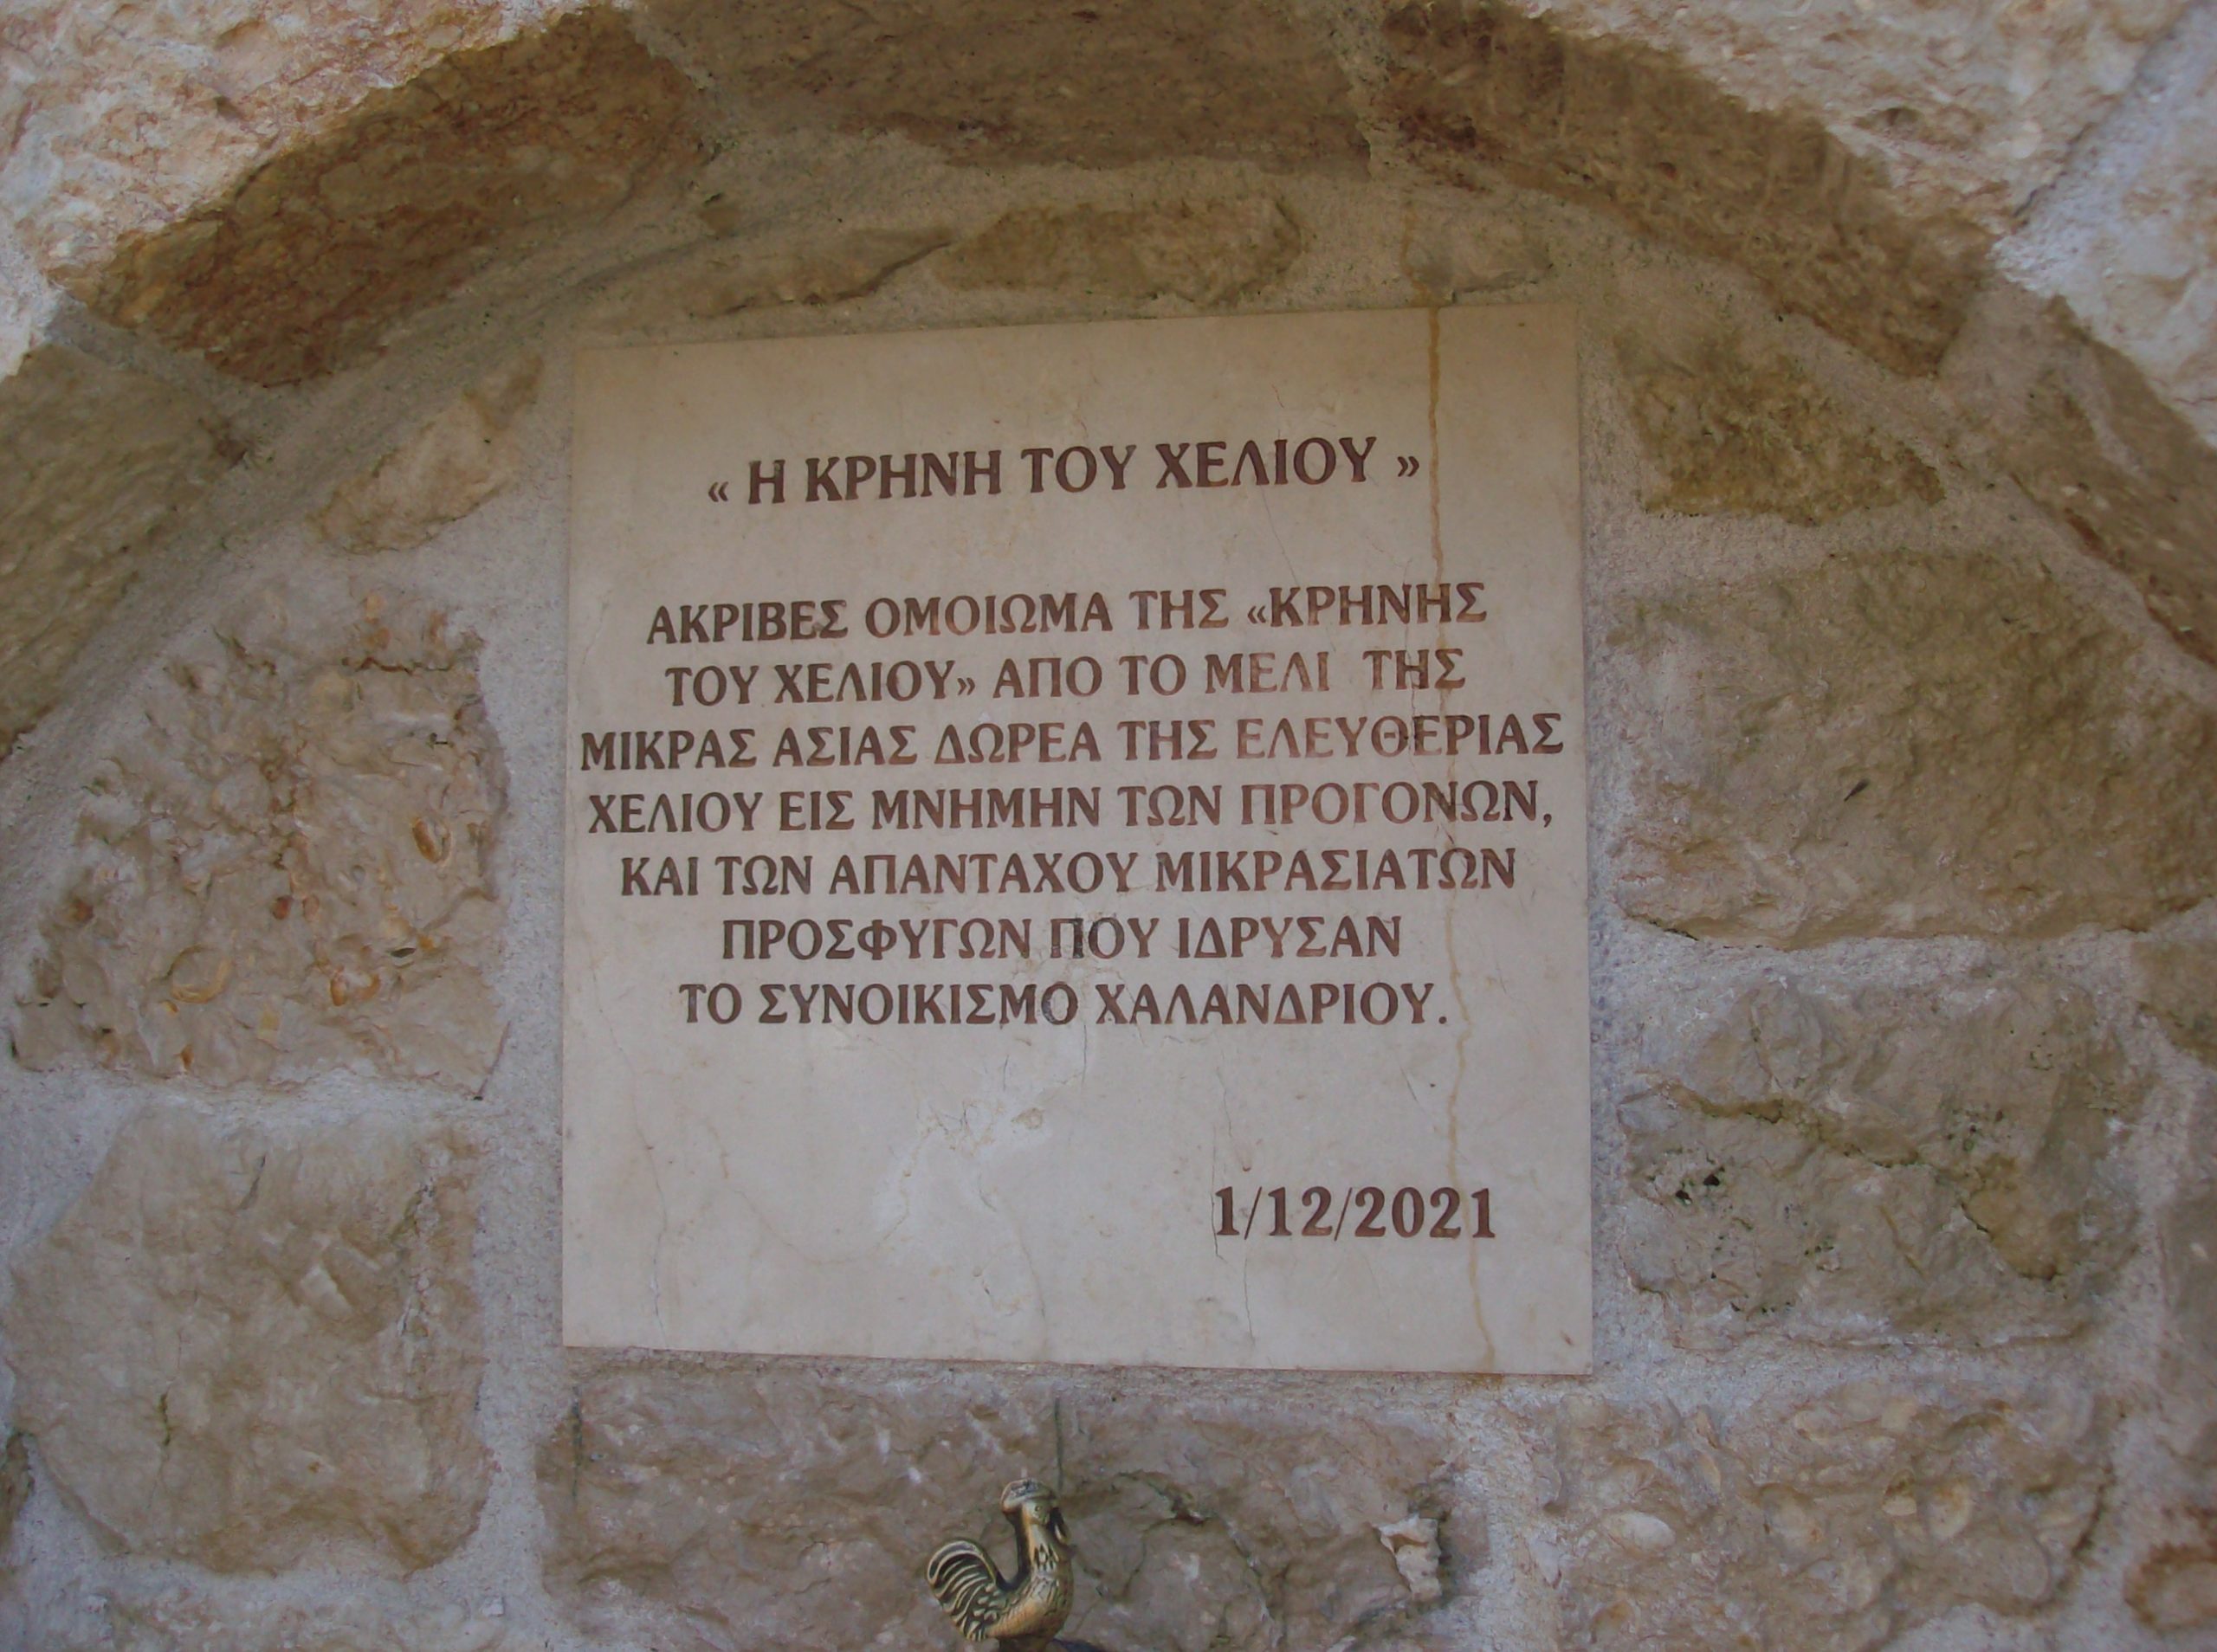 « Η ΚΡΗΝΗ ΤΟΥ ΧΕΛΙΟΥ »
ΑΚΡΙΒΕΣ ΟΜΟΙΩΜΑ ΤΗΣ «ΚΡΗΝΗΣ
ΤΟΥ ΧΕΛΙΟΥ» ΑΠΟ ΤΟ ΜΕΛΙ ΤΗΣ
ΜΙΚΡΑΣ ΑΣΙΑΣ ΔΩΡΕΑ ΤΗΣ ΕΛΕΥΘΕΡΙΑΣ
ΧΕΛΙΟΥ ΕΙΣ ΜΝΗΜΗΝ ΤΩΝ ΠΡΟΓΟΝΩΝ,
ΚΑΙ ΤΩΝ ΑΠΑΝΤΑΧΟΥ ΜΙΚΡΑΣΙΑΤΩΝ
ΠΡΟΣΦΥΓΩΝ ΠΟΥ ΙΔΡΥΣΑΝ
ΤΟ ΣΥΝΟΙΚΙΣΜΟ ΧΑΛΑΝΔΡΙΟΥ.
1/12/2021